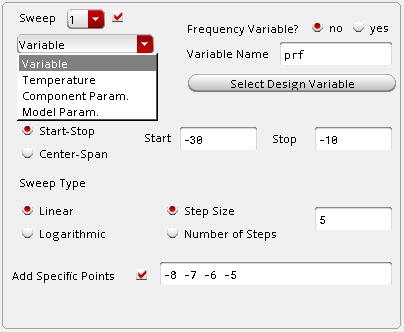 Sweep 1 Frequency Variable? no yes
Variable Variable Name prf
Variable
Temperature Select Design Variable
Component Param.
Model Param.
Start-Stop Start -30 Stop -10
Center-Span
Sweep Type
Linear Step Size 5
Logarithmic Number of Steps
Add Specific Points -8 -7 -6 -5